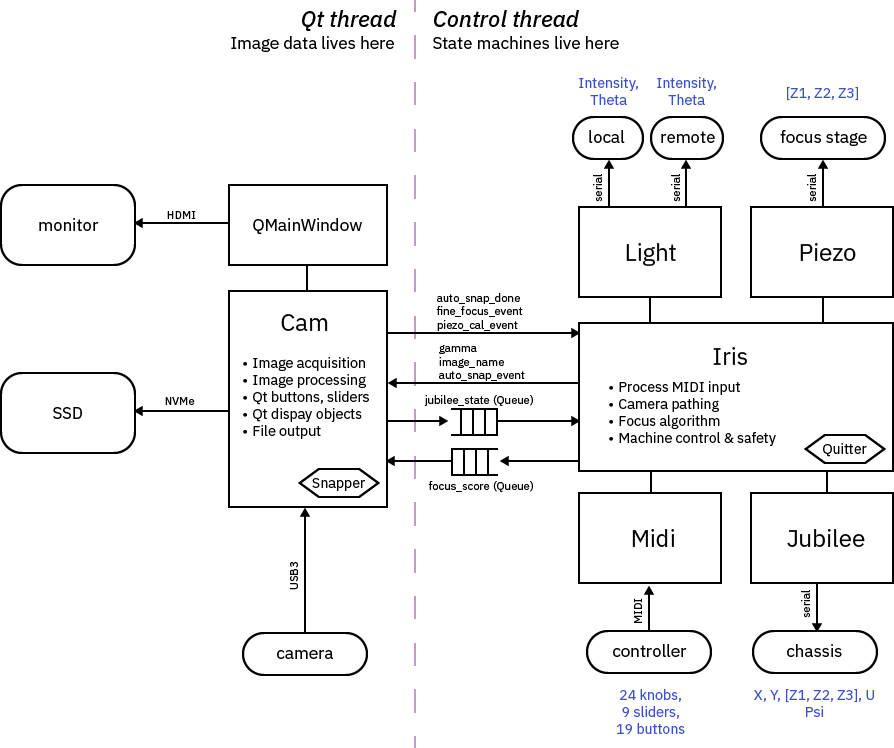 Qt thread
Image data lives here
Control thread
State machines live here
Intensity,
Theta
Intensity,
Theta
[Z1, Z2, Z3]
local
remote
focus stage
serial
serial
serial
monitor
HDMI
QMainWindow
Light
Piezo
Cam
• Image acquisition
• Image processing
• Qt buttons, sliders
• Qt dispay objects
• File output
Snapper
SSD
NVMe
auto_snap_done
fine_focus_event
piezo_cal_event
gamma
image_name
auto_snap_event
jubilee_state (Queue)
focus_score (Queue)
Iris
• Process MIDI input
• Camera pathing
• Focus algorithm
• Machine control & safety
Quitter
Midi
Jubilee
USB3
MIDI
serial
camera
controller
chassis
24 knobs,
9 sliders,
19 buttons
X, Y, [Z1, Z2, Z3], U
Psi